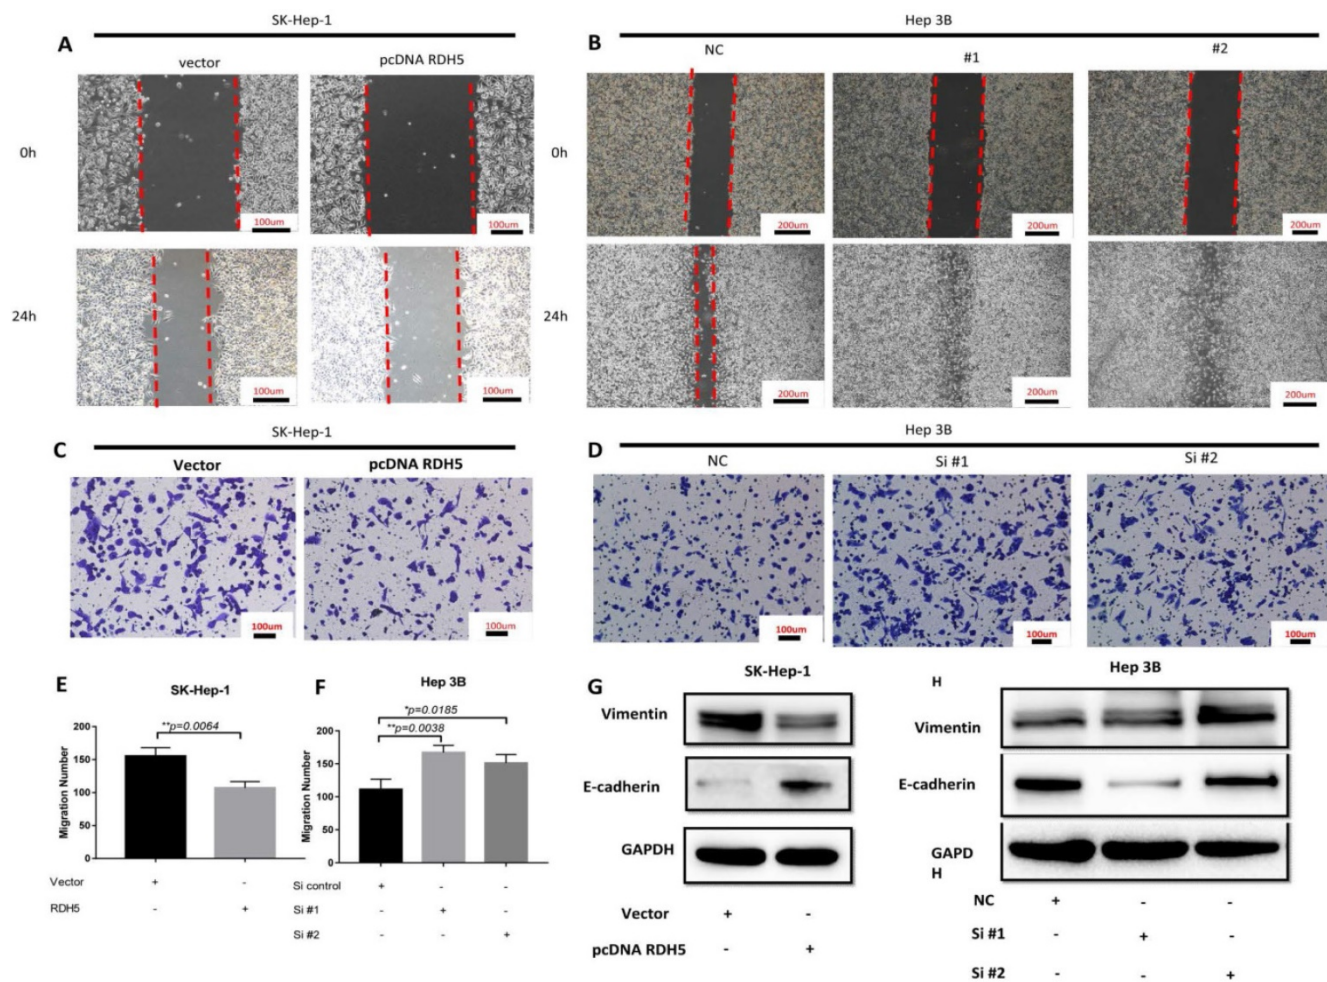 SK-Hep-1
A
vector
pcDNA RDH5
0h
100um
100um
24h
100um
100um
Hep 3B
B
NC
#1
#2
0h
200um
200um
200um
24h
200um
200um
200um
SK-Hep-1
C
Vector
pcDNA RDH5
100um
100um
Hep 3B
D
NC
Si #1
Si #2
100um
100um
100um
E
SK-Hep-1
**p=0.0064
Migration Number
200
150
100
50
0
Vector
+
-
RDH5
-
+
F
Hep 3B
*p=0.0185
**p=0.0038
Migration Number
200
150
100
50
0
Si control
+
-
-
Si #1
-
+
-
Si #2
-
-
+
G
SK-Hep-1
Vimentin
E-cadherin
GAPDH
Vector
+
-
pcDNA RDH5
-
+
H
Hep 3B
Vimentin
E-cadherin
GAPD
H
NC
+
-
-
Si #1
-
+
-
Si #2
-
-
+